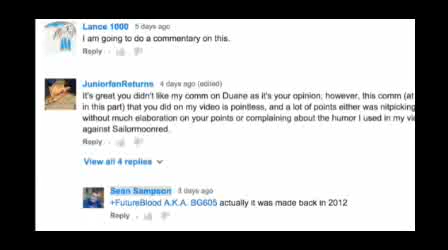 Lance 1000 5 days ago
I am going to do a commentary on this.
Reply
JuniorfanReturns 4 days ago (edited)
It's great you didn't like my comm on Duane as it's your opinion, however, this comm (at
in this part) that you did on my video is pointless, and a lot of points either was nitpicking
without much elaboration on your points or complaining about the humor I used in my vi
against Sailormoonred.
Reply
View all 4 replies
Sean Sampson 3 days ago
+FutureBlood A.K.A. BG605 actually it was made back in 2012
Reply